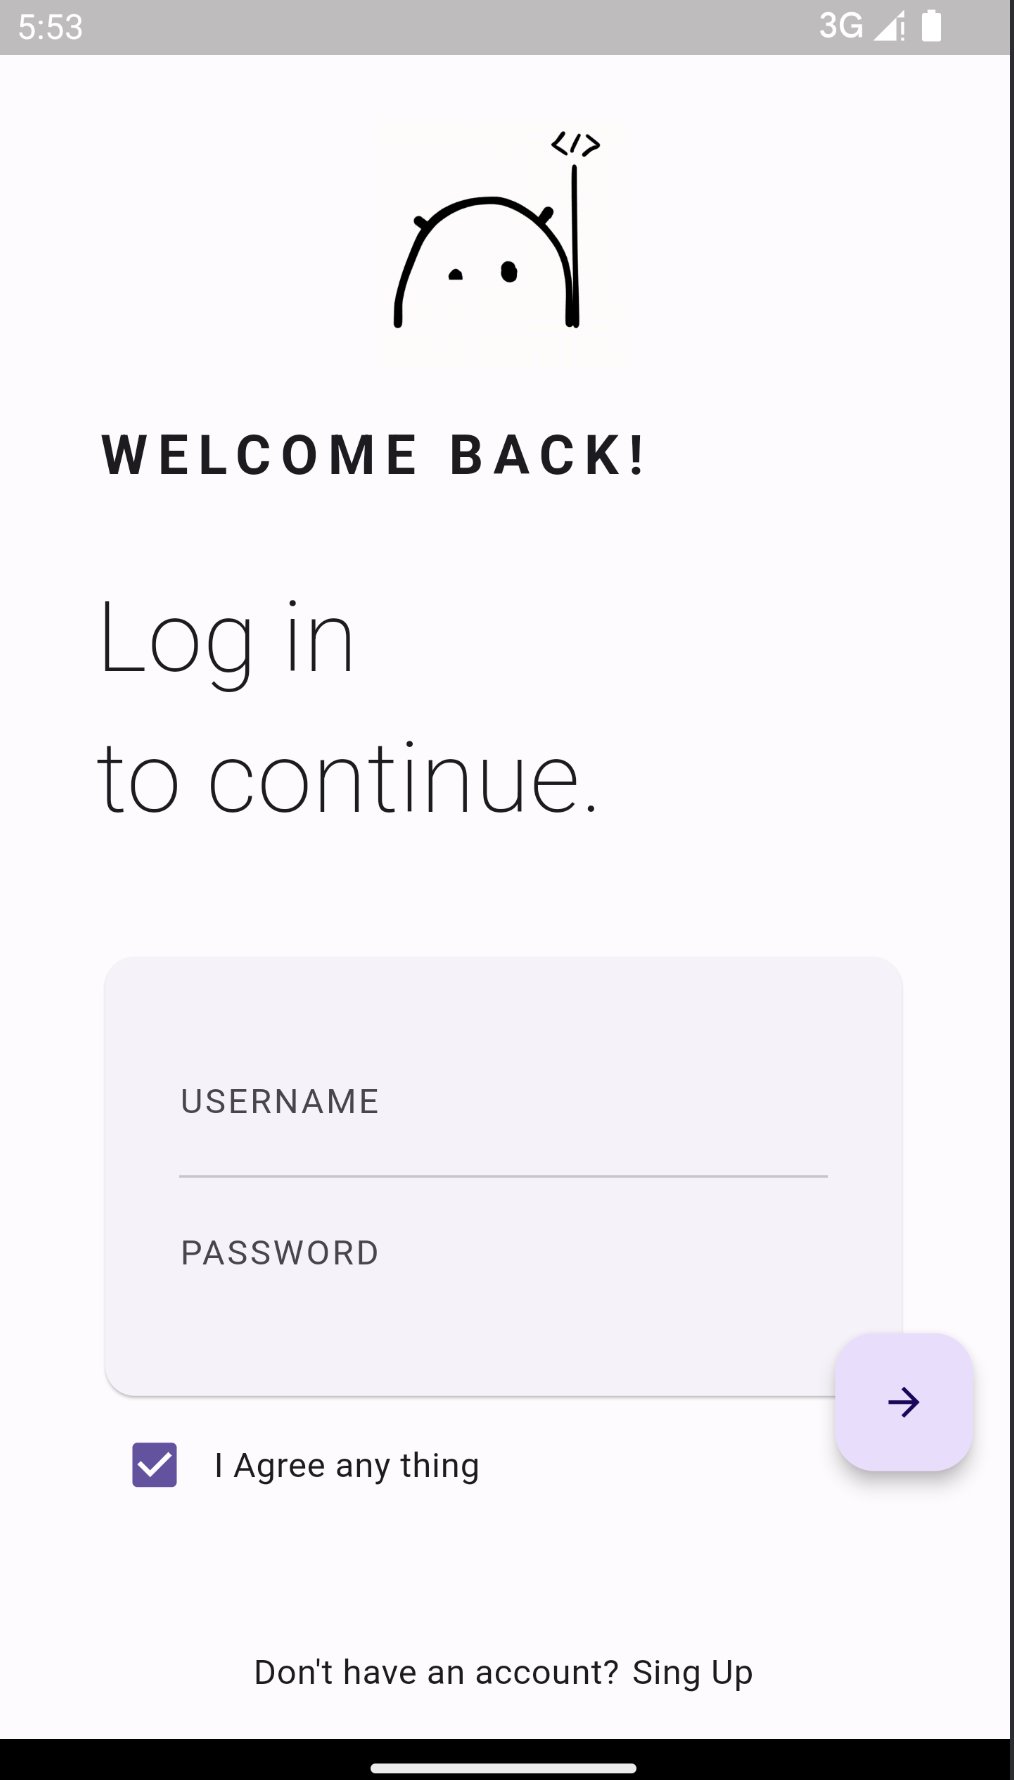 5:53 3G
</>
WELCOME BACK!
Log in
to continue.
USERNAME
PASSWORD
I Agree any thing
Don't have an account? Sing Up